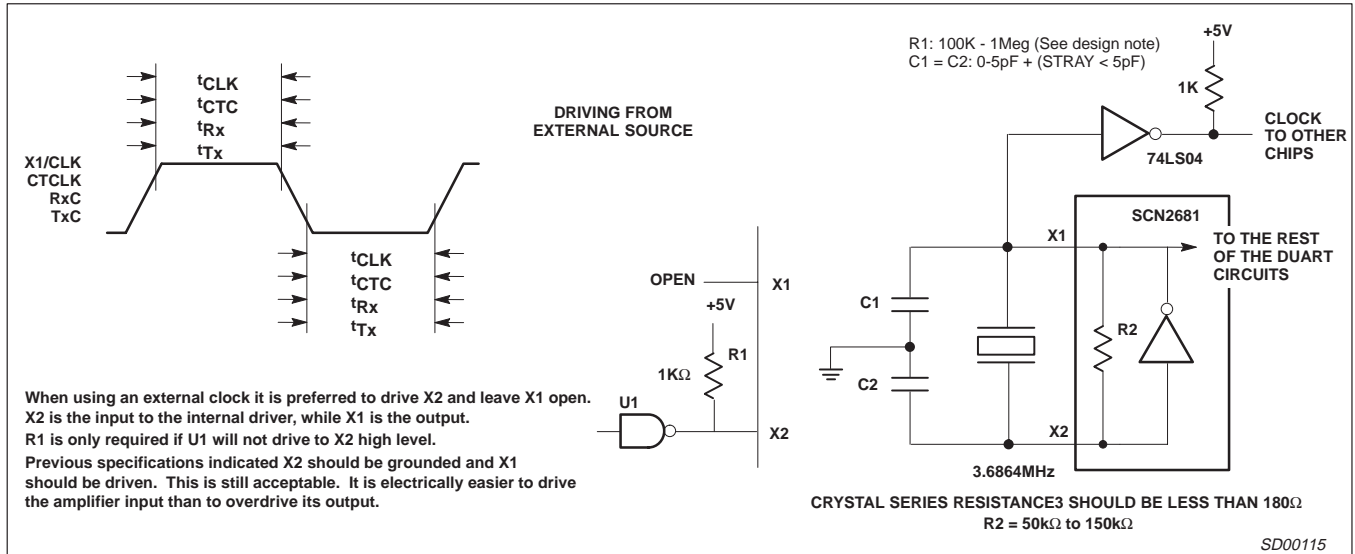 tCLK
tCTC
tRx
tTx
X1/CLK
CTCLK
RxC
TxC
tCLK
tCTC
tRx
tTx
When using an external clock it is preferred to drive X2 and leave X1 open.
X2 is the input to the internal driver, while X1 is the output.
R1 is only required if U1 will not drive to X2 high level.
Previous specifications indicated X2 should be grounded and X1
should be driven. This is still acceptable. It is electrically easier to drive
the amplifier input than to overdrive its output.
DRIVING FROM
EXTERNAL SOURCE
OPEN
X1
+5V
R1
1KΩ
U1
X2
R1: 100K - 1Meg (See design note)
C1 = C2: 0-5pF + (STRAY < 5pF)
+5V
1K
CLOCK
TO OTHER
CHIPS
74LS04
SCN2681
X1
TO THE REST
OF THE DUART
CIRCUITS
C1
R2
C2
X2
3.6864MHz
CRYSTAL SERIES RESISTANCE3 SHOULD BE LESS THAN 180Ω
R2 = 50kΩ to 150kΩ
SD00115